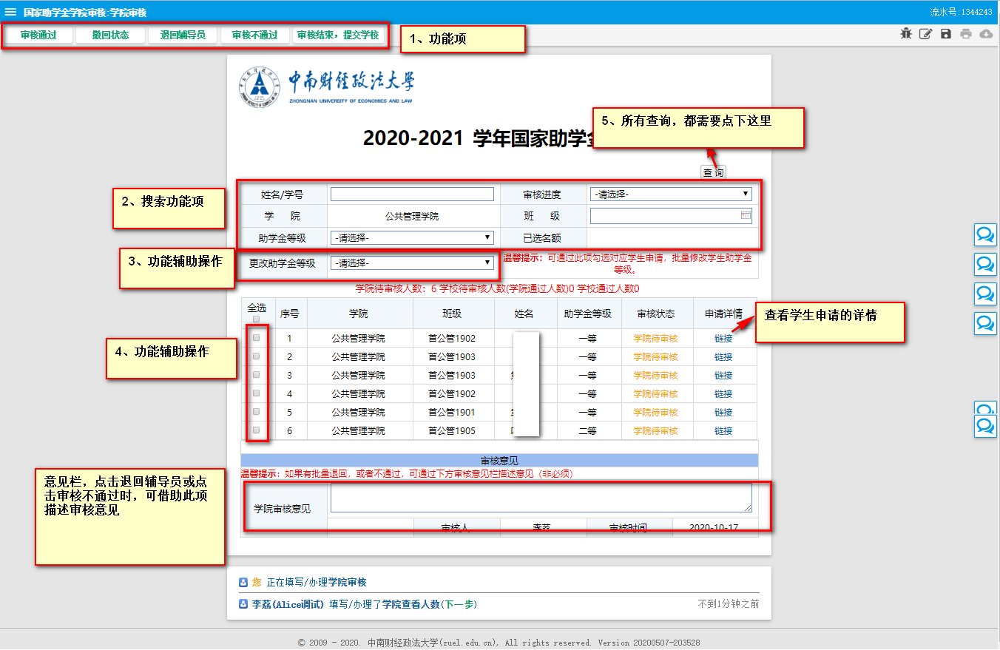 国家助学金学院审核:学院审核
流水号:1344243
审核通过 撤回状态 退回辅导员 审核不通过 审核结束，提交学校
1、功能项
中南财经政法大学
ZHONGNAN UNIVERSITY OF ECONOMICS AND LAW
5、所有查询，都需要点下这里
2020-2021 学年国家助学
查 询
2、搜索功能项
姓名/学号 审核进度 -请选择-
学 院 公共管理学院 班 级
助学金等级 -请选择- 已选名额
3、功能辅助操作
更改助学金等级 -请选择- 温馨提示：可通过此项勾选对应学生申请，批量修改学生助学金
等级。
学院待审核人数：6 学校待审核人数(学院通过人数)0 学校通过人数0
全选 序号 学院 班级 姓名 助学金等级 审核状态 申请详情
查看学生申请的详情
1 公共管理学院 首公管1902 一等 学院待审核 链接
4、功能辅助操作
2 公共管理学院 首公管1903 一等 学院待审核 链接
3 公共管理学院 首公管1903 一等 学院待审核 链接
4 公共管理学院 首公管1902 一等 学院待审核 链接
5 公共管理学院 首公管1901 一等 学院待审核 链接
6 公共管理学院 首公管1905 二等 学院待审核 链接
审核意见
温馨提示：如果有批量退回，或者不通过，可通过下方审核意见栏描述意见（非必须）
意见栏，点击退回辅导员或点
击审核不通过时，可借助此项
描述审核意见
学院审核意见
审核人 李荔 审核时间 2020-10-17
您 正在填写/办理学院审核
李荔(Alice调试) 填写/办理了学院查看人数(下一步) 不到1分钟之前
© 2009 - 2020. 中南财经政法大学(zuel.edu.cn), All rights reserved. Version 20200507-203528